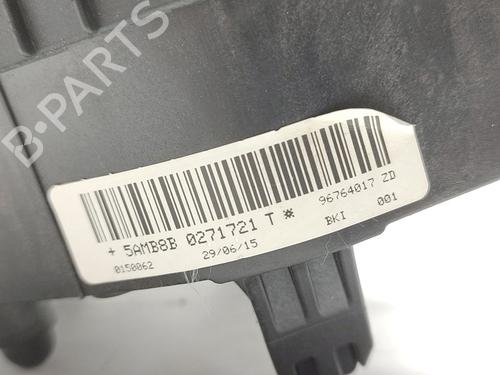 B-PARTS
+ 5AMB8B 0271721 T *
96764017 ZD
0150062
29/06/15
BKI
001